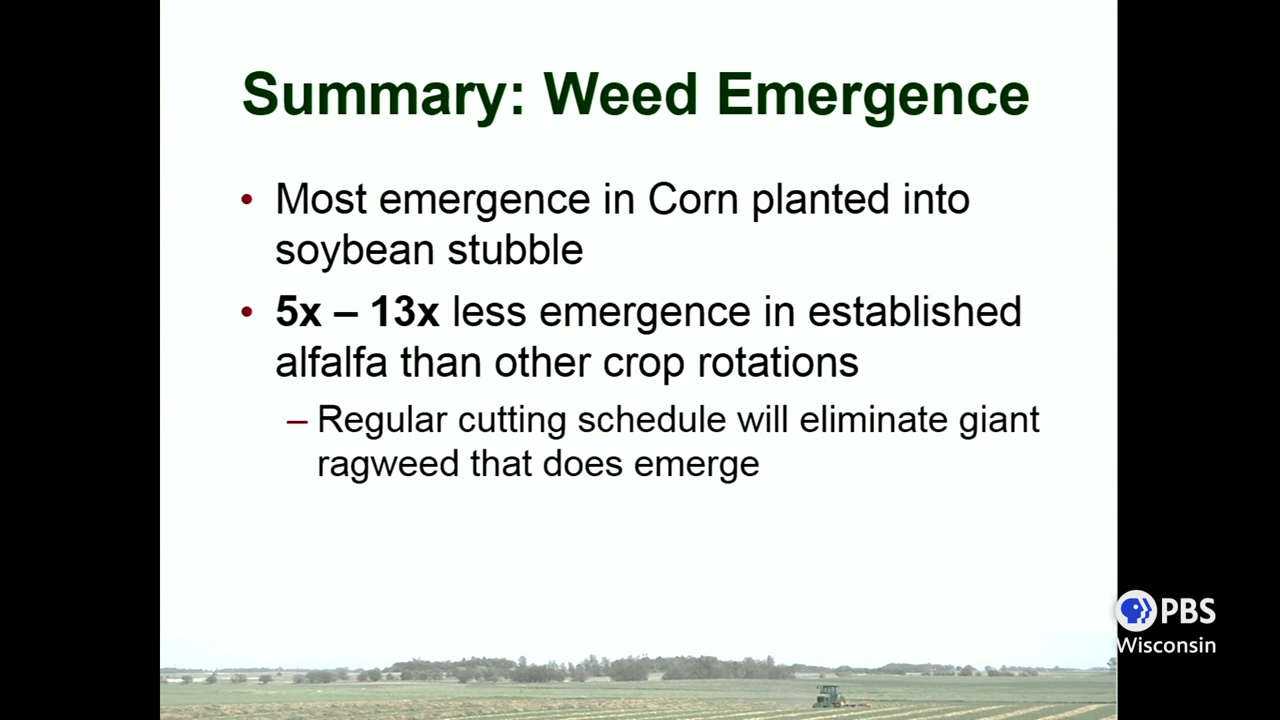 Summary: Weed Emergence
• Most emergence in Corn planted into
soybean stubble
• 5x – 13x less emergence in established
alfalfa than other crop rotations
– Regular cutting schedule will eliminate giant
ragweed that does emerge
PBS
Wisconsin